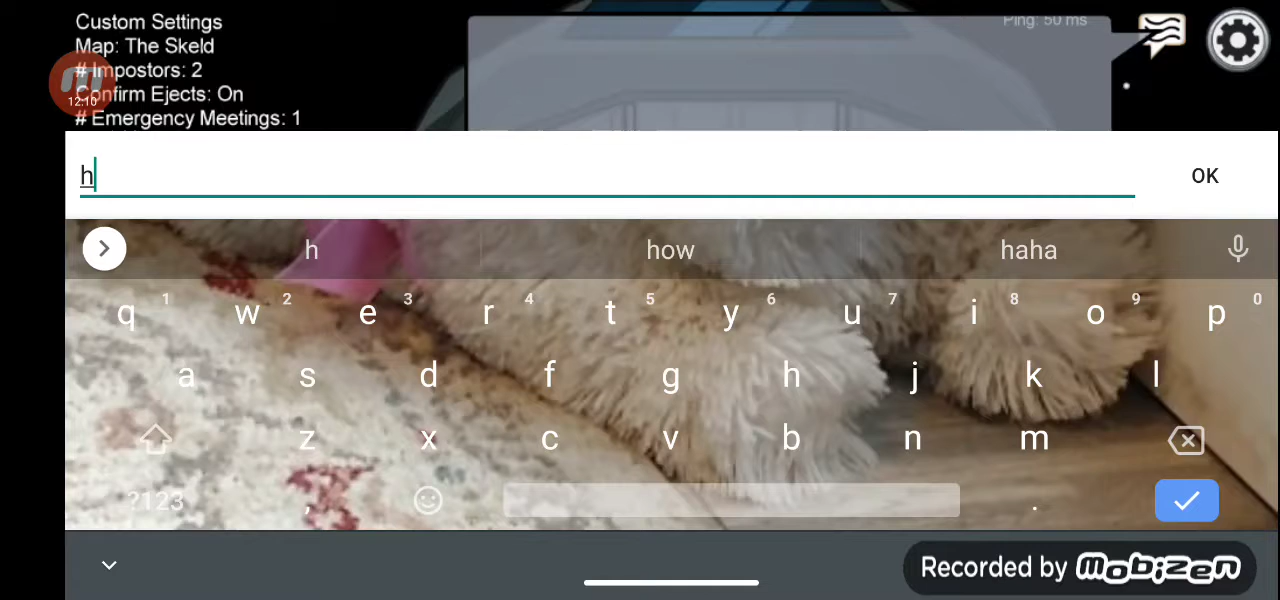 Custom Settings
Ping: 50 ms
Map: The Skeld
# Impostors: 2
12:10
Confirm Ejects: On
# Emergency Meetings: 1
h
OK
h how haha
1 2 3 4 5 6 7 8 9 0
q w e r t y u i o p
a s d f g h j k l
z x c v b n m
?123 , .
Recorded by mobizen